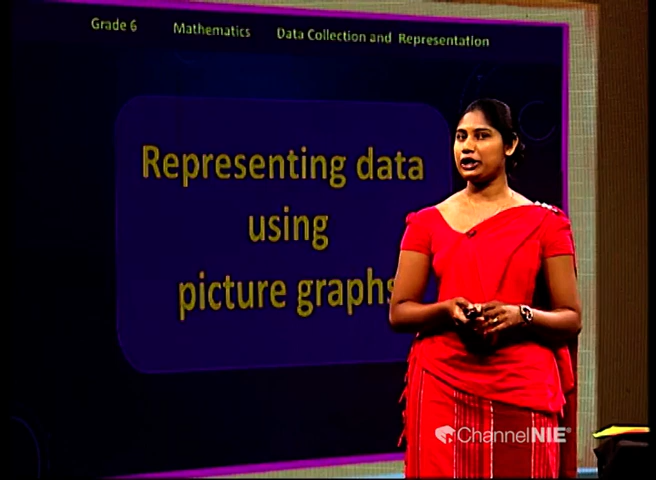 Grade 6 Mathematics Data Collection and Representation
Representing data
using
picture graphs
ChannelNIE